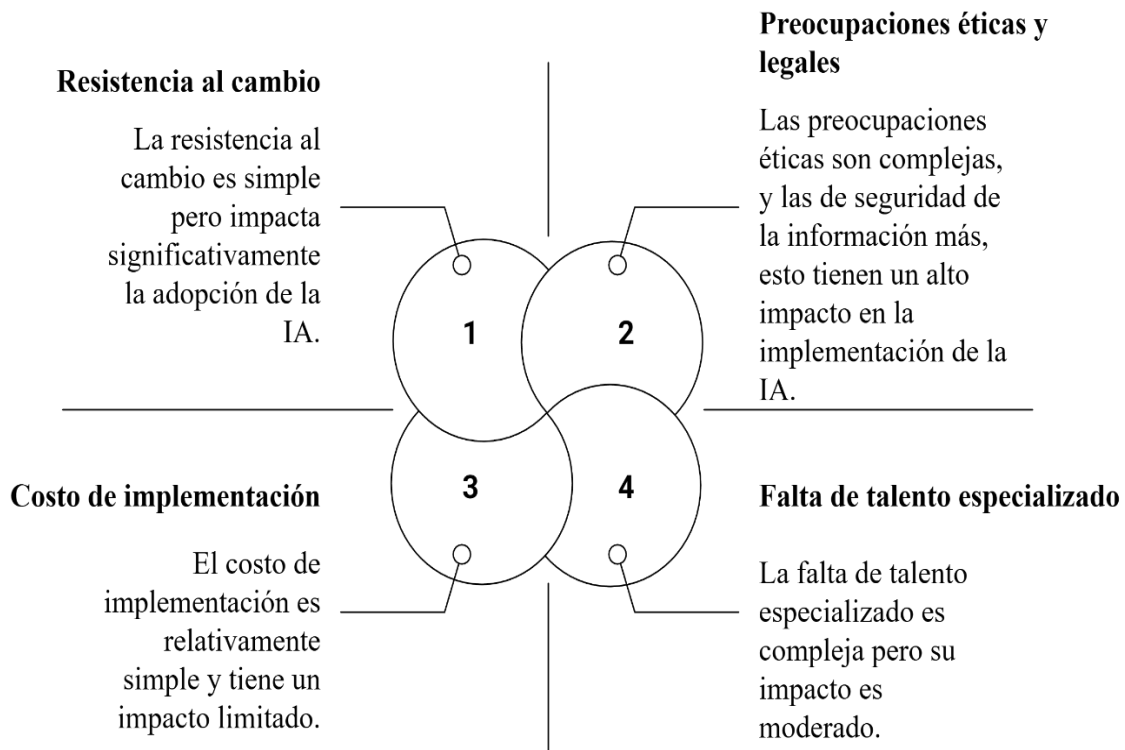 Resistencia al cambio
La resistencia al
cambio es simple
pero impacta
significativamente
la adopción de la
IA.
Preocupaciones éticas y
legales
Las preocupaciones
éticas son complejas,
y las de seguridad de
la información más,
esto tienen un alto
impacto en la
implementación de la
IA.
1
2
3
4
Costo de implementación
El costo de
implementación es
relativamente
simple y tiene un
impacto limitado.
Falta de talento especializado
La falta de talento
especializado es
compleja pero su
impacto es
moderado.